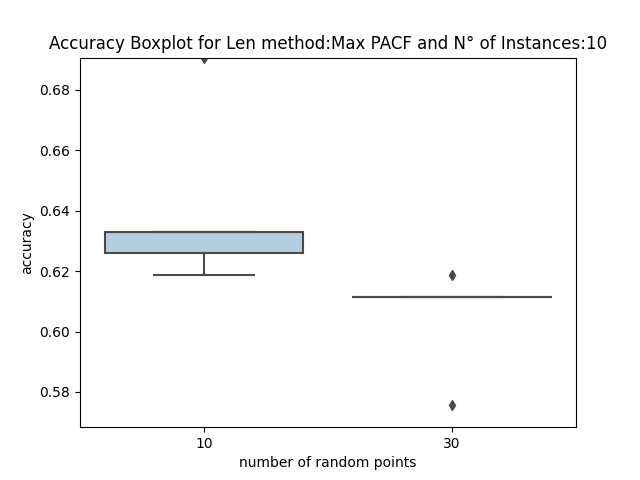 Accuracy Boxplot for Len method:Max PACF and N° of Instances:10
0.68
0.66
0.64
0.62
0.60
0.58
accuracy
10 30
number of random points